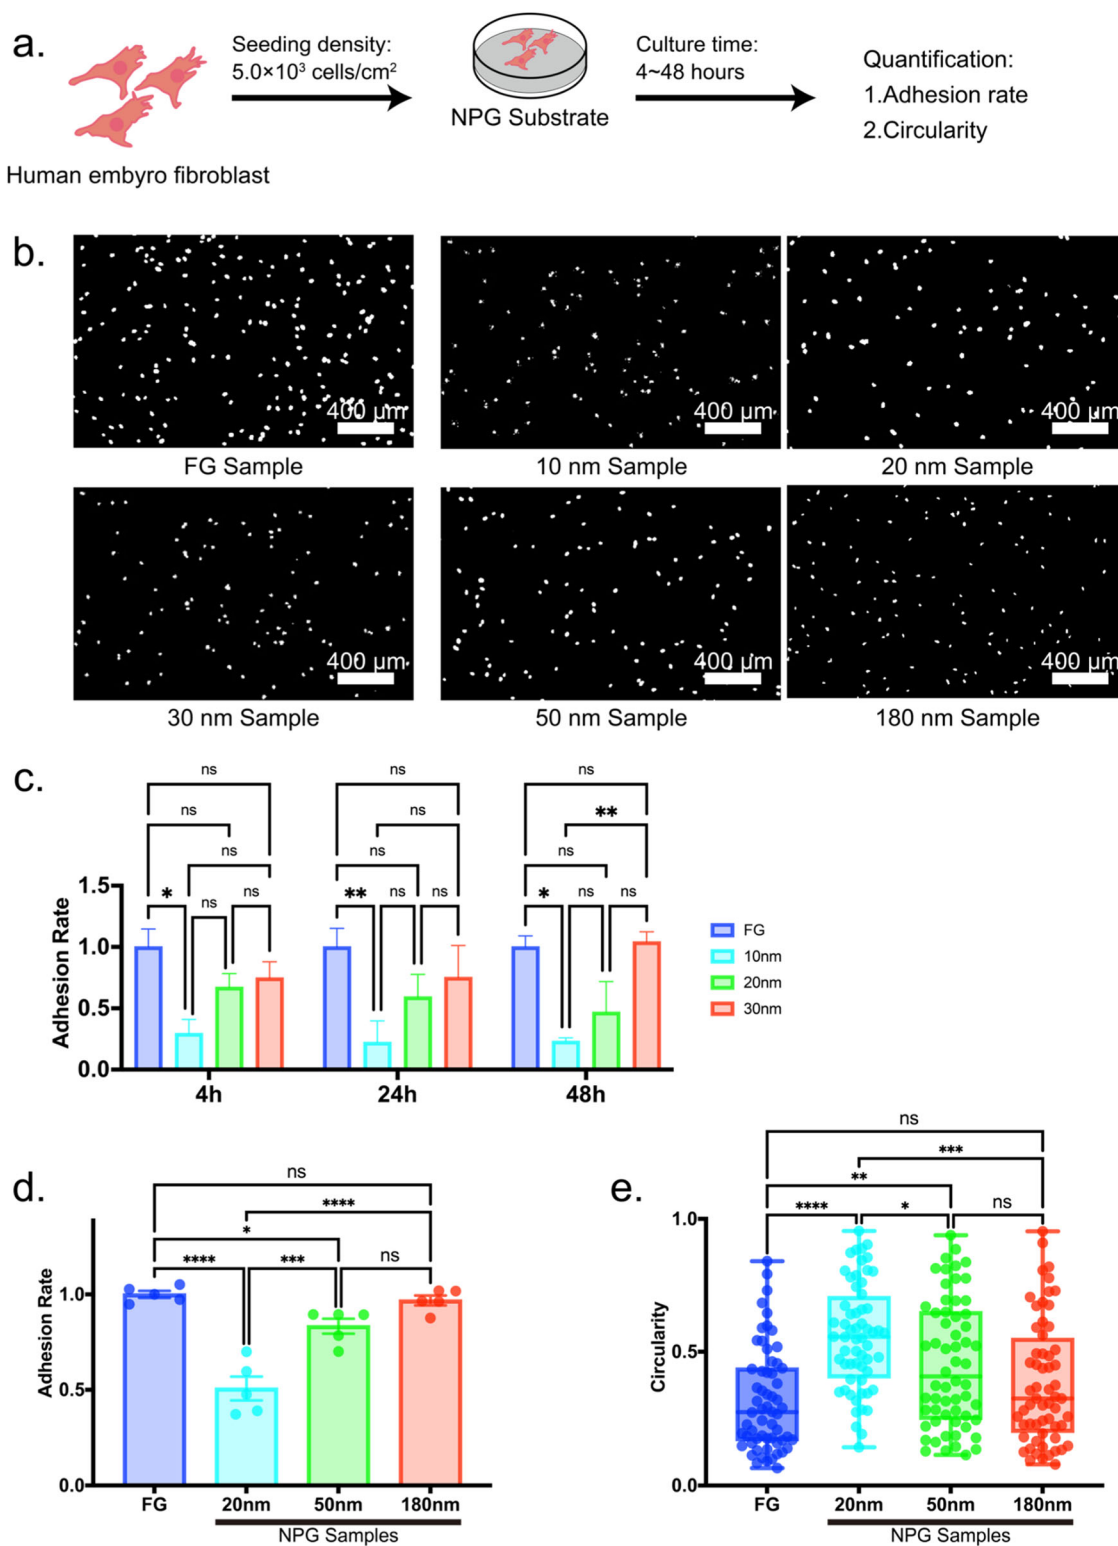 a.
Seeding density:
5.0×10³ cells/cm²
Culture time:
4~48 hours
Quantification:
1.Adhesion rate
2.Circularity
NPG Substrate
Human embyro fibroblast
b.
400 µm
400 µm
400 µm
FG Sample
10 nm Sample
20 nm Sample
400 µm
400 µm
400 µm
30 nm Sample
50 nm Sample
180 nm Sample
c.
ns
ns
ns
ns
ns
**
ns
ns
ns
*
ns
ns
**
ns
ns
*
ns
ns
Adhesion Rate
1.5
1.0
0.5
0.0
4h
24h
48h
FG
10nm
20nm
30nm
d.
ns
****
*
****
***
ns
Adhesion Rate
1.0
0.5
0.0
FG
20nm
50nm
180nm
NPG Samples
e.
ns
***
**
****
*
ns
Circularity
1.0
0.5
0.0
FG
20nm
50nm
180nm
NPG Samples